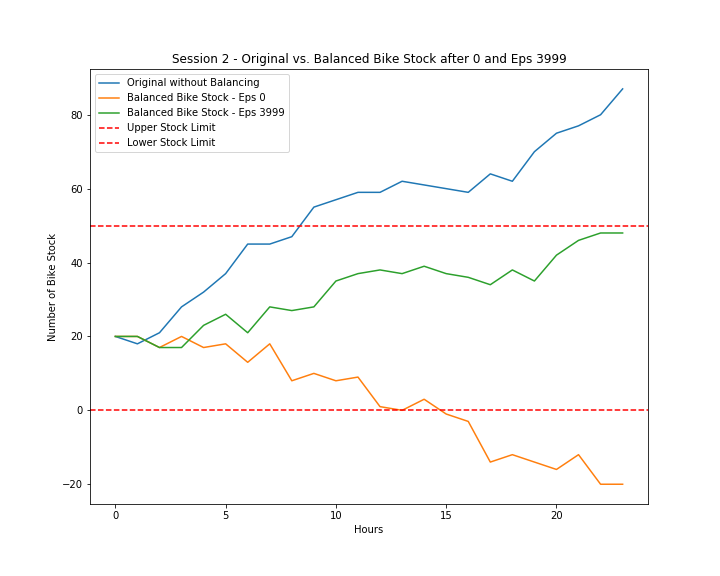 Session 2 - Original vs. Balanced Bike Stock after 0 and Eps 3999
Original without Balancing
Balanced Bike Stock - Eps 0
Balanced Bike Stock - Eps 3999
Upper Stock Limit
Lower Stock Limit
80
60
40
20
0
−20
Number of Bike Stock
0 5 10 15 20
Hours